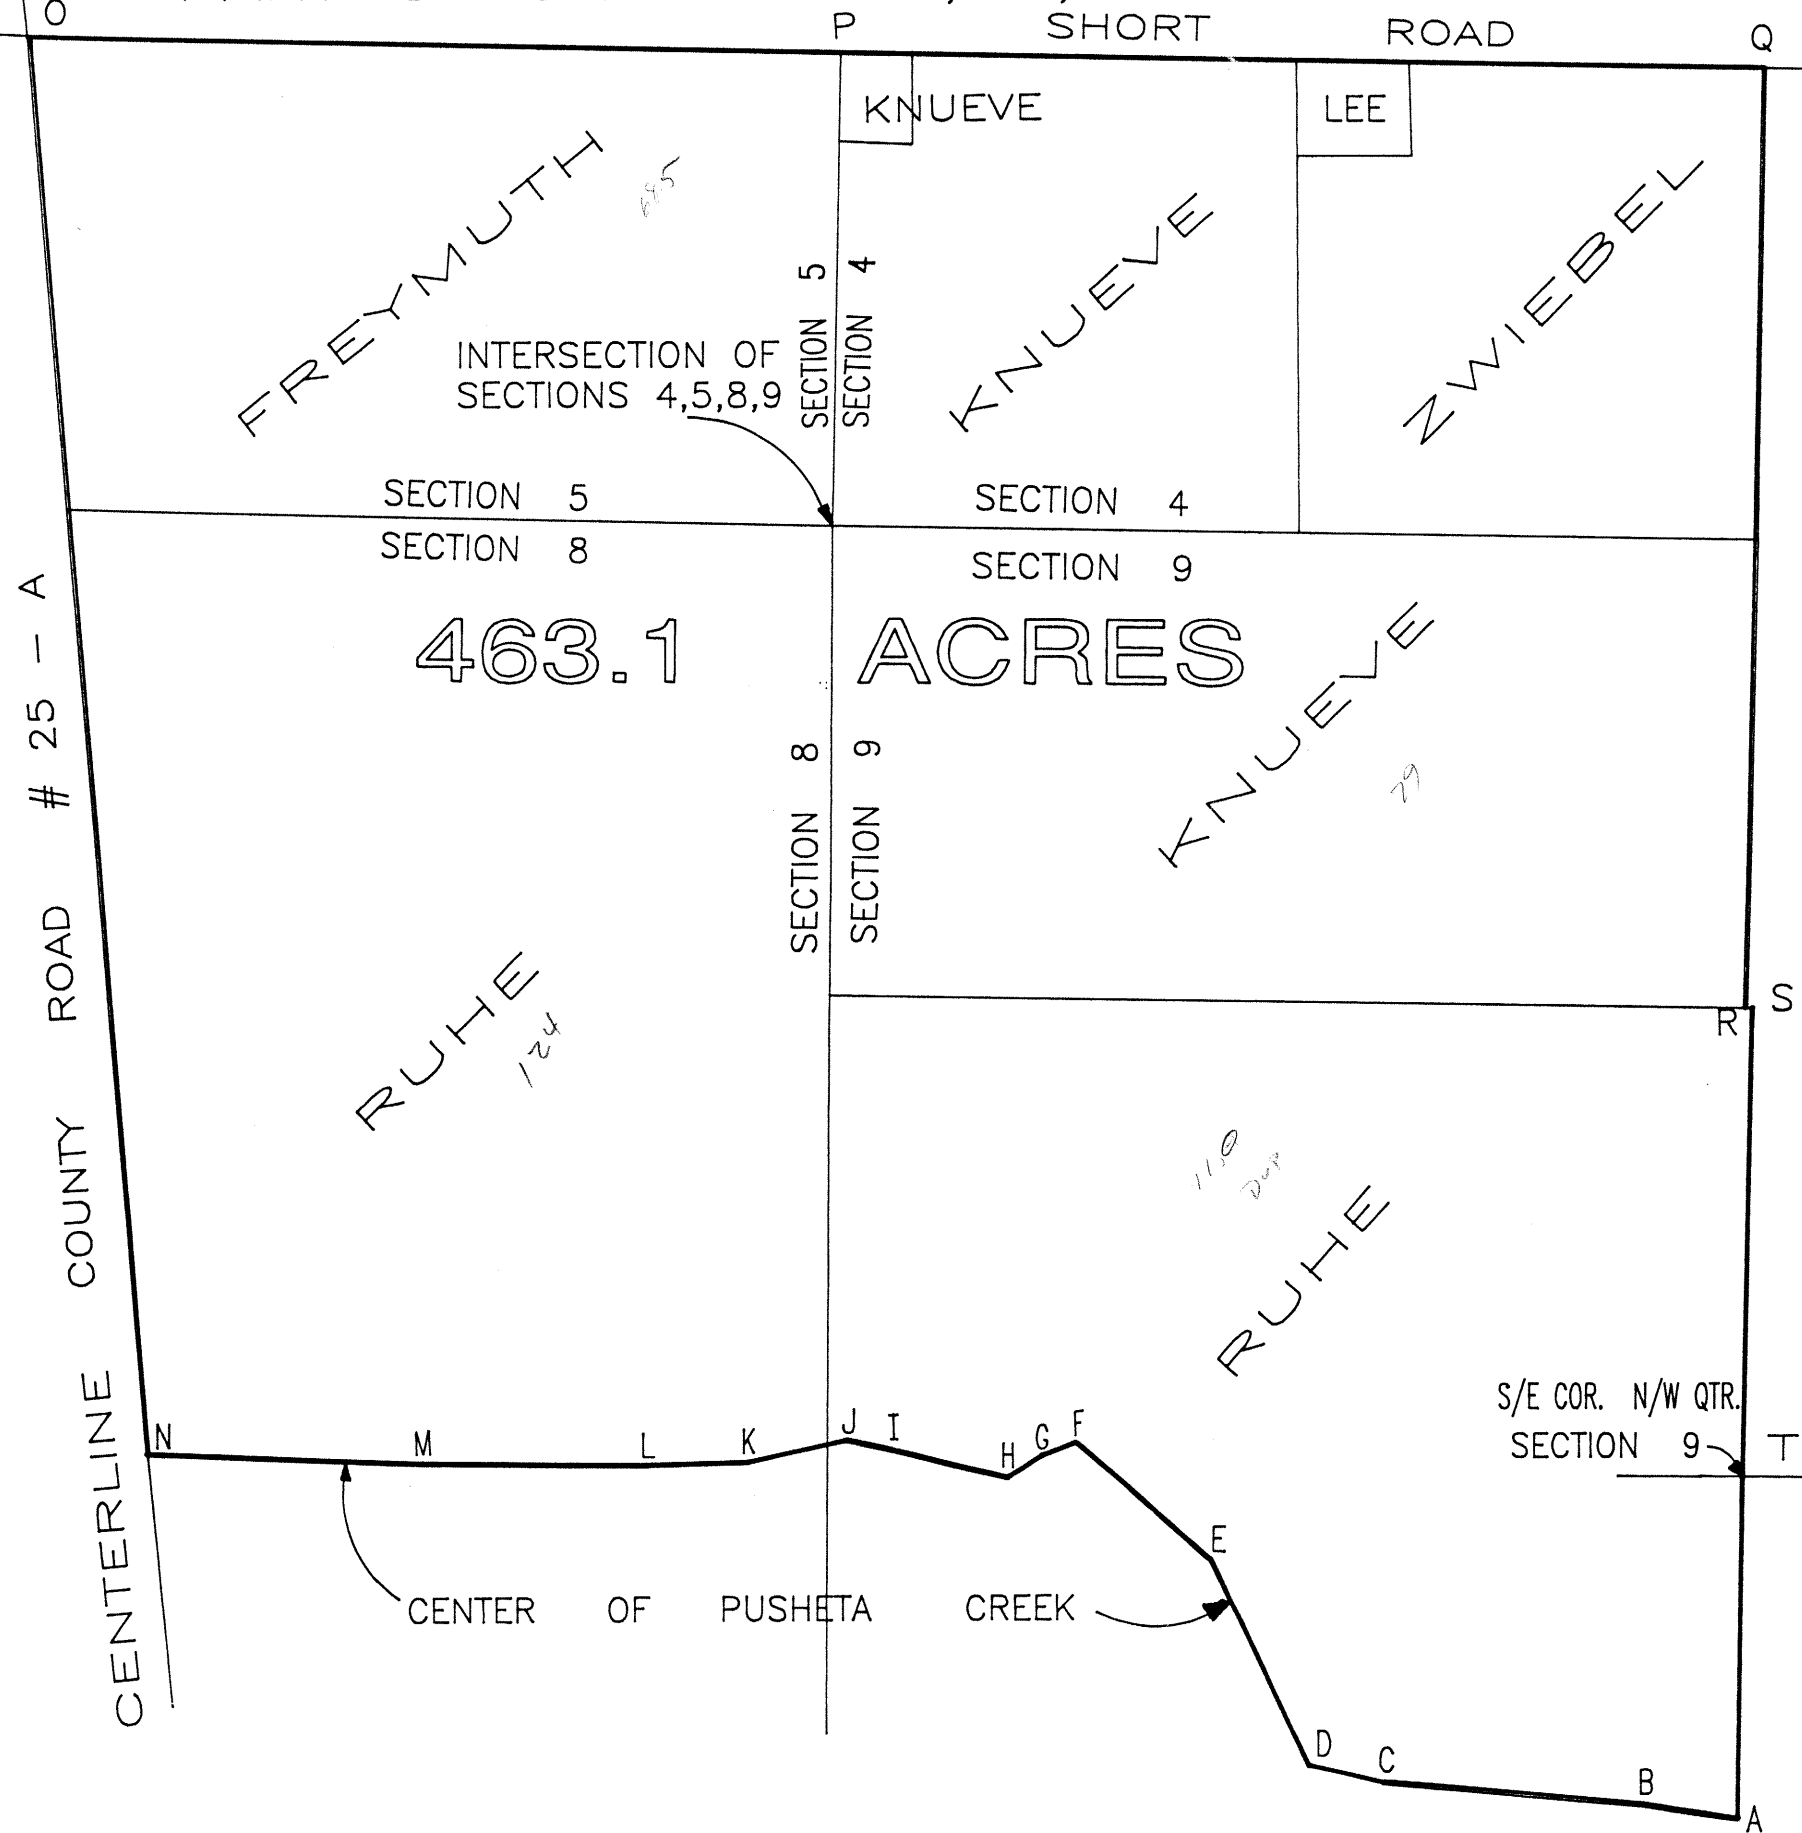 O
P SHORT ROAD Q
KNUEVE LEE
FREYMUTH
68.5
KNUEVE
ZWIEBEL
SECTION 5
SECTION 4
INTERSECTION OF
SECTIONS 4,5,8,9
SECTION 5
SECTION 4
SECTION 8
SECTION 9
463.1 ACRES
KNUEVE
79
SECTION 8
SECTION 9
CENTERLINE COUNTY ROAD # 25 - A
S
R
RUHE
124
110
RUHE
S/E COR. N/W QTR.
SECTION 9
T
N M L K J I H G F
E
CENTER OF PUSHETA CREEK
D C B A